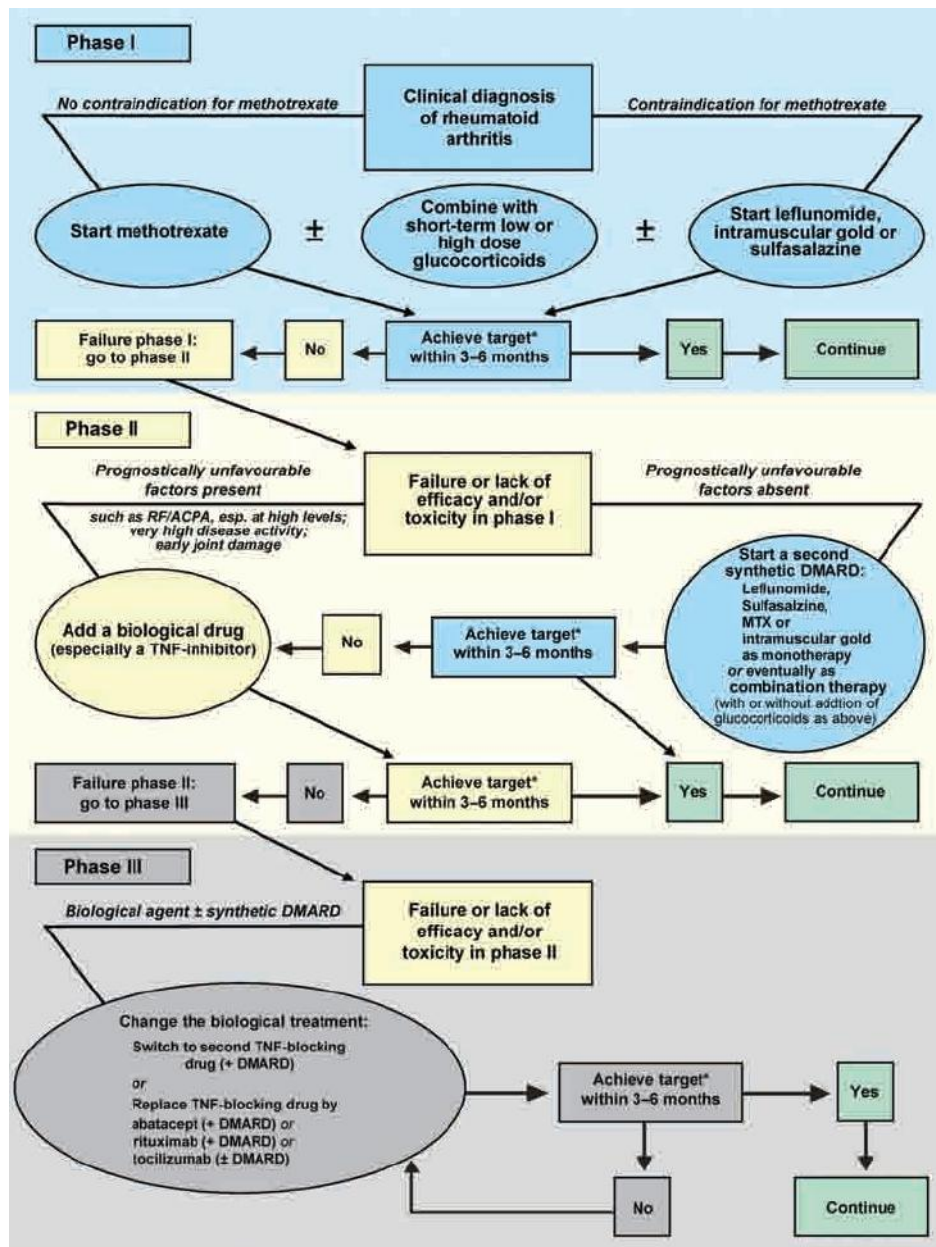 Phase I
No contraindication for methotrexate
Clinical diagnosis
of rheumatoid
arthritis
Contraindication for methotrexate
Start methotrexate
±
Combine with
short-term low or
high dose
glucocorticoids
±
Start leflunomide,
intramuscular gold or
sulfasalazine
Failure phase I:
go to phase II
No
Achieve target*
within 3–6 months
Yes
Continue
Phase II
Prognostically unfavourable
factors present
such as RF/ACPA, esp. at high levels;
very high disease activity;
early joint damage
Failure or lack of
efficacy and/or
toxicity in phase I
Prognostically unfavourable
factors absent
Add a biological drug
(especially a TNF-inhibitor)
No
Achieve target*
within 3–6 months
Start a second
synthetic DMARD:
Leflunomide,
Sulfasalzine,
MTX or
intramuscular gold
as monotherapy
or eventually as
combination therapy
(with or without addtion of
glucocorticoids as above)
Failure phase II:
go to phase III
No
Achieve target*
within 3–6 months
Yes
Continue
Phase III
Biological agent ± synthetic DMARD
Failure or lack of
efficacy and/or
toxicity in phase II
Change the biological treatment:
Switch to second TNF-blocking
drug (+ DMARD)
or
Replace TNF-blocking drug by
abatacept (+ DMARD) or
rituximab (+ DMARD) or
tocilizumab (± DMARD)
Achieve target*
within 3–6 months
Yes
No
Continue